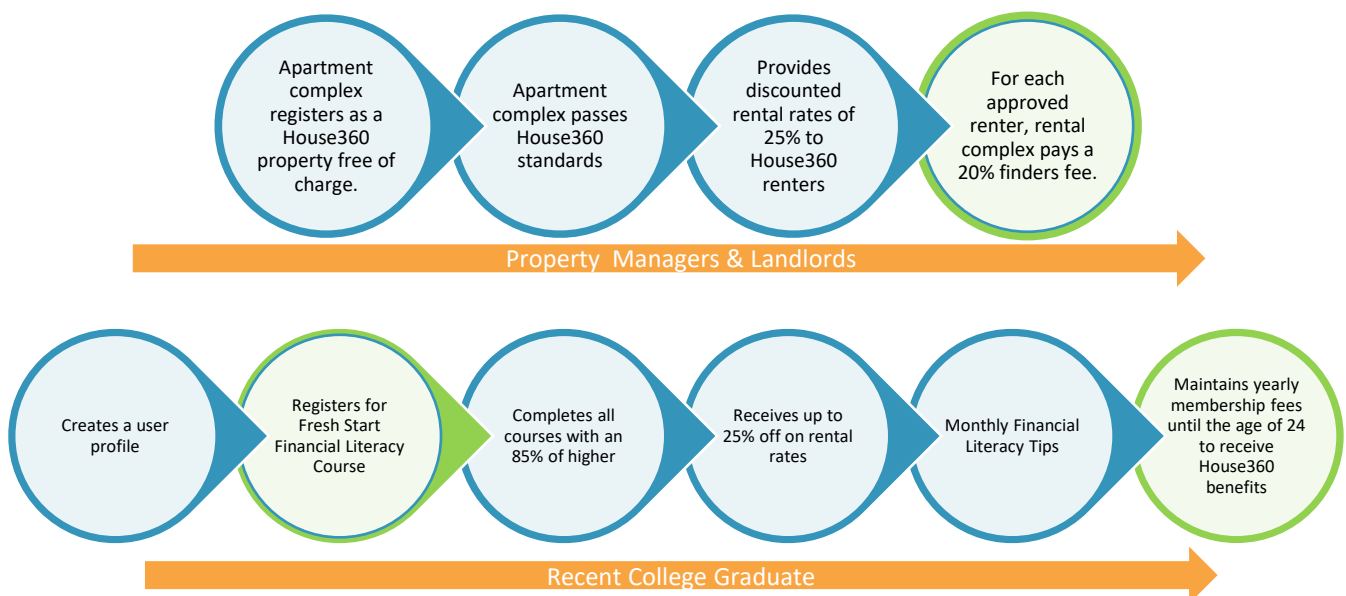 Apartment
complex
registers as a
House360
property free of
charge.
Apartment
complex passes
House360
standards
Provides
discounted
rental rates of
25% to
House360
renters
For each
approved
renter, rental
complex pays a
20% finders fee.
Property Managers & Landlords
Creates a user
profile
Registers for
Fresh Start
Financial Literacy
Course
Completes all
courses with an
85% of higher
Receives up to
25% off on rental
rates
Monthly Financial
Literacy Tips
Maintains yearly
membership fees
until the age of 24
to receive
House360
benefits
Recent College Graduate